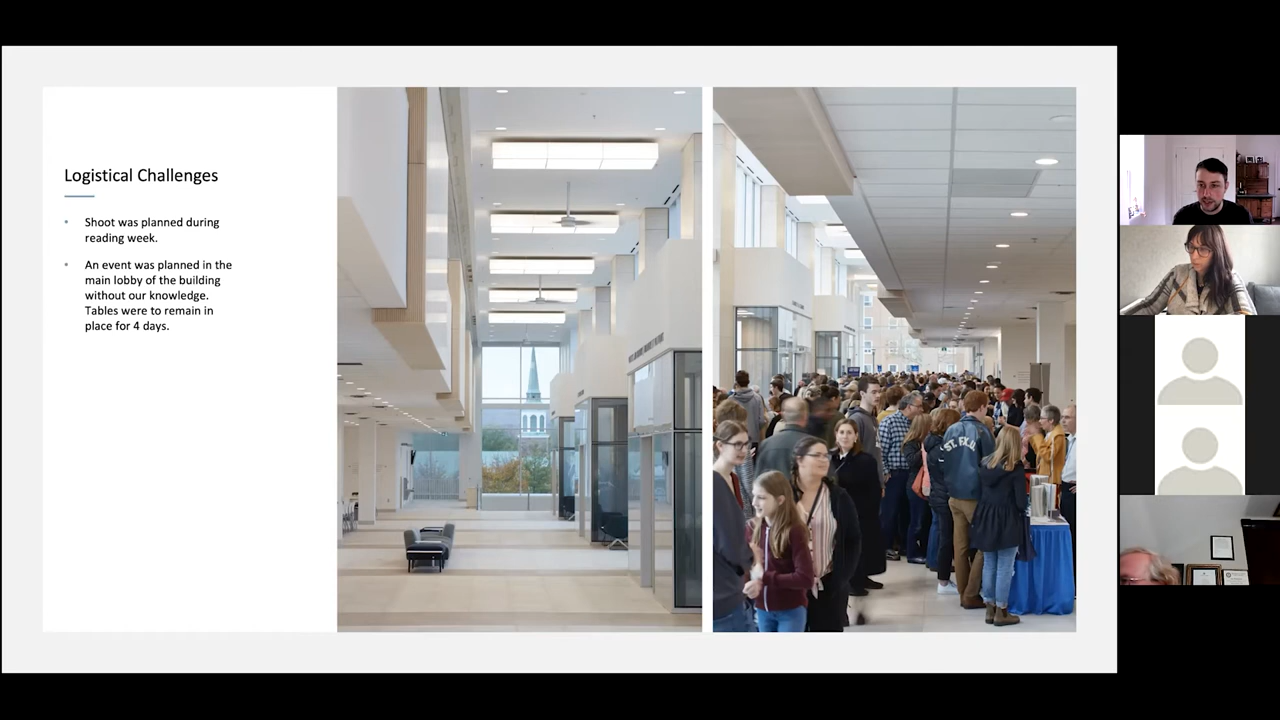 Logistical Challenges
• Shoot was planned during
reading week.
• An event was planned in the
main lobby of the building
without our knowledge.
Tables were to remain in
place for 4 days.
ST. F.X.U.